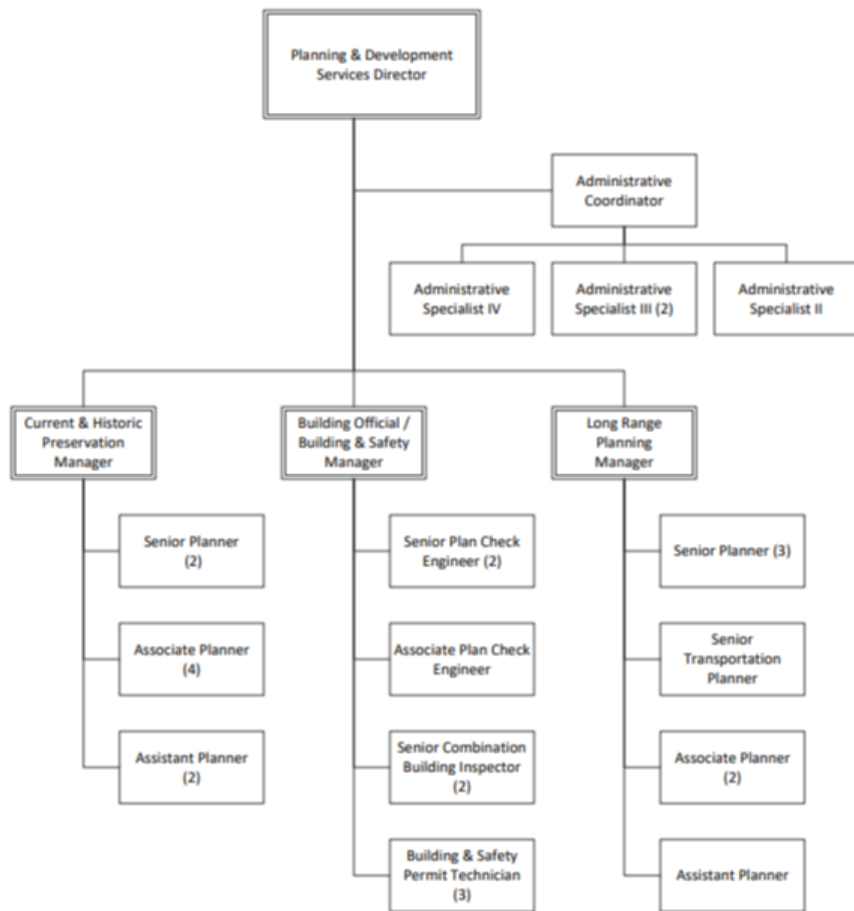 Planning & Development
Services Director
Administrative
Coordinator
Administrative
Specialist IV
Administrative
Specialist III (2)
Administrative
Specialist II
Current & Historic
Preservation
Manager
Building Official /
Building & Safety
Manager
Long Range
Planning
Manager
Senior Planner
(2)
Senior Plan Check
Engineer (2)
Senior Planner (3)
Associate Planner
(4)
Associate Plan Check
Engineer
Senior
Transportation
Planner
Assistant Planner
(2)
Senior Combination
Building Inspector
(2)
Associate Planner
(2)
Building & Safety
Permit Technician
(3)
Assistant Planner